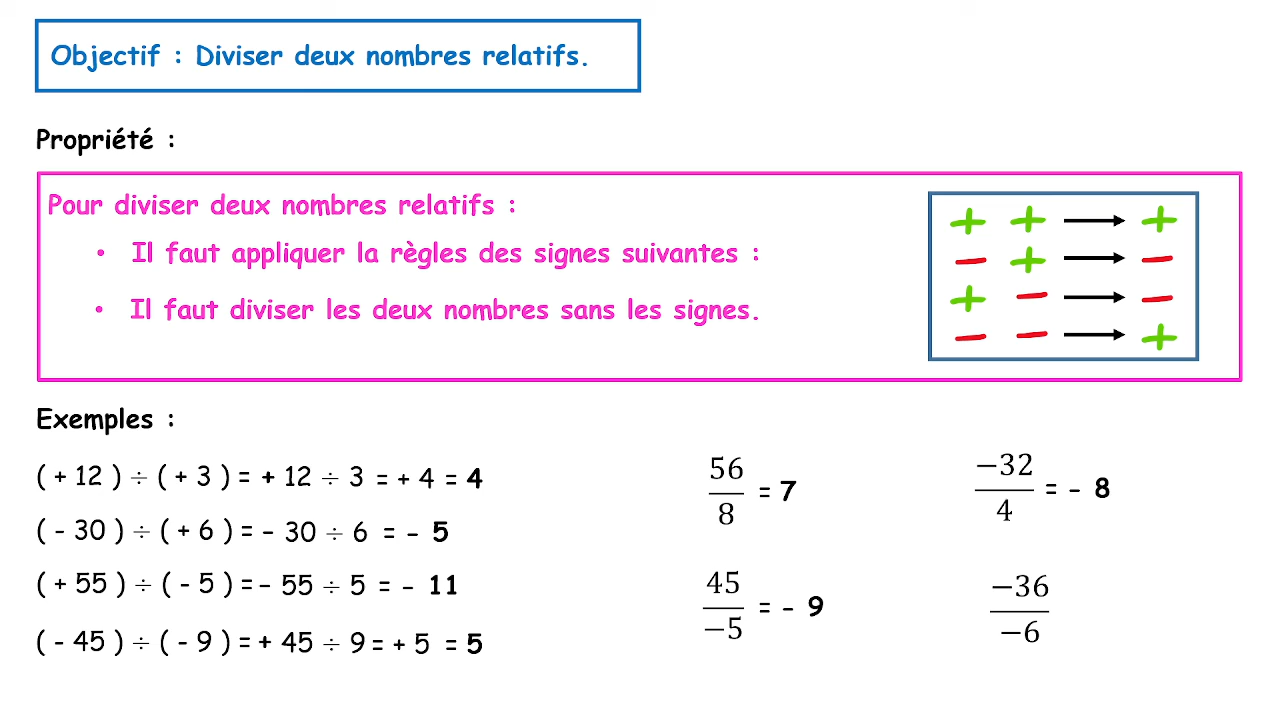 Objectif : Diviser deux nombres relatifs.
Propriété :
Pour diviser deux nombres relatifs :
• Il faut appliquer la règles des signes suivantes :
• Il faut diviser les deux nombres sans les signes.
+ + → +
− + → −
+ − → −
− − → +
Exemples :
( + 12 ) ÷ ( + 3 ) = + 12 ÷ 3 = + 4 = 4
( - 30 ) ÷ ( + 6 ) = – 30 ÷ 6 = – 5
( + 55 ) ÷ ( - 5 ) = – 55 ÷ 5 = – 11
( - 45 ) ÷ ( - 9 ) = + 45 ÷ 9 = + 5 = 5
56/8 = 7
45/−5 = – 9
−32/4 = – 8
−36/−6